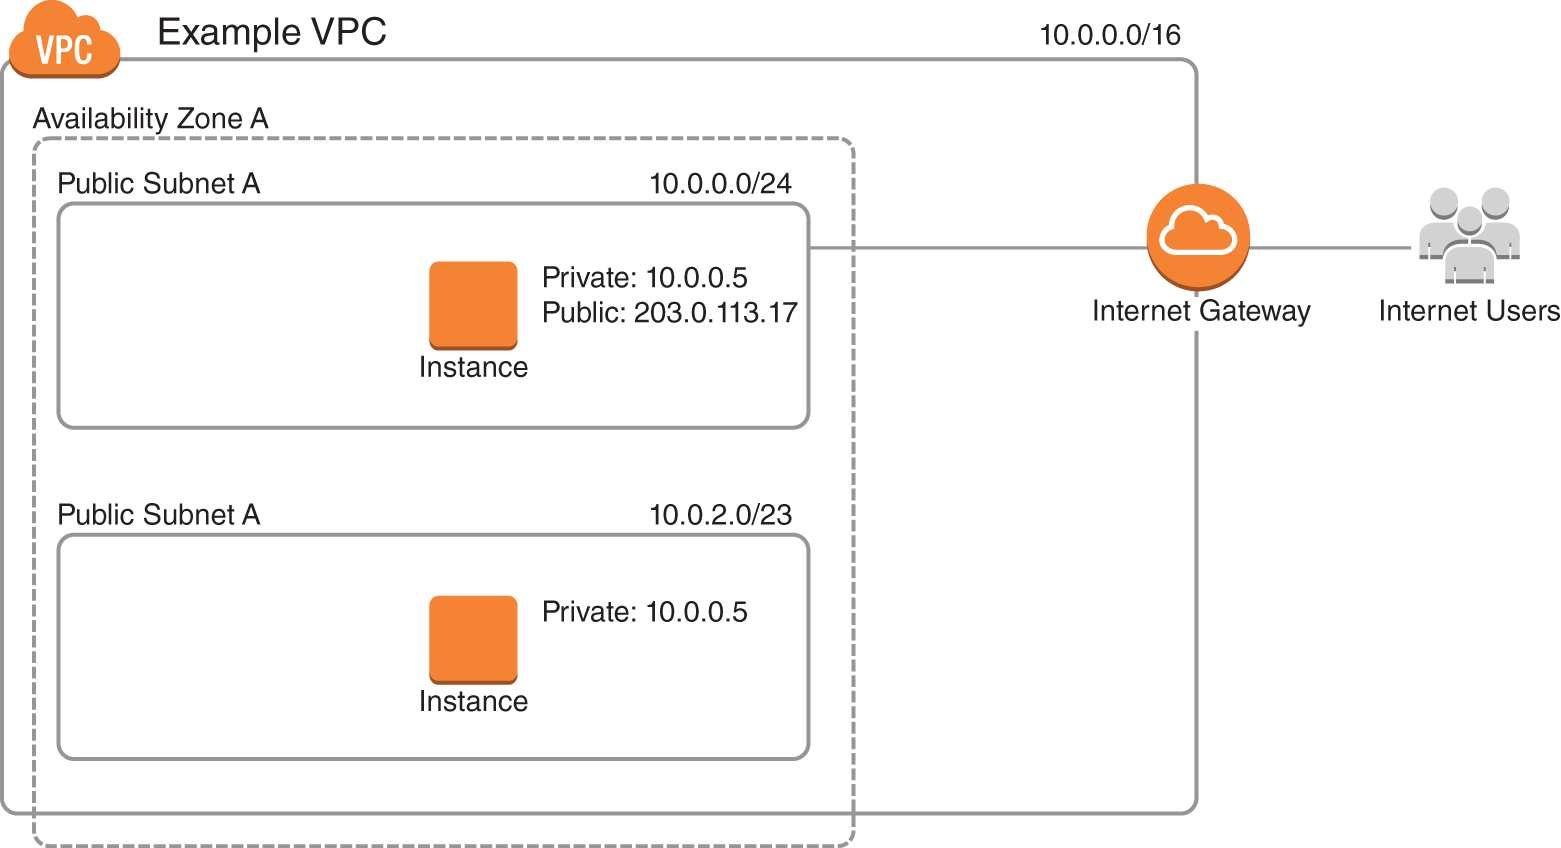 VPC
Example VPC
10.0.0.0/16
Availability Zone A
Public Subnet A
10.0.0.0/24
Private: 10.0.0.5
Public: 203.0.113.17
Instance
Internet Gateway
Internet Users
Public Subnet A
10.0.2.0/23
Private: 10.0.0.5
Instance